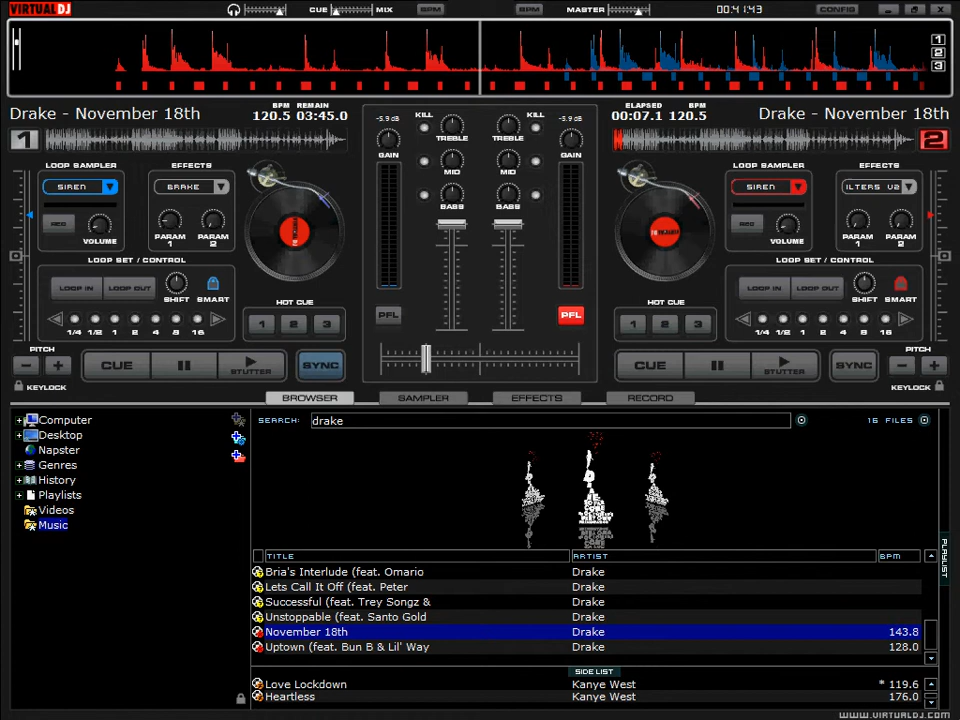 VIRTUAL DJ
CUE MIX BPM BPM MASTER 00:41:43 CONFIG
1
2
3
Drake - November 18th
BPM REMAIN
120.5 03:45.0
ELAPSED BPM
00:07.1 120.5
Drake - November 18th
1
2
LOOP SAMPLER EFFECTS
SIREN BRAKE
REC VOLUME PARAM 1 PARAM 2
LOOP SET / CONTROL
LOOP IN LOOP OUT SHIFT SMART
1/4 1/2 1 2 4 8 16
HOT CUE
1 2 3
PITCH
- + CUE STUTTER SYNC
KEYLOCK
-5.9 dB KILL KILL -5.9 dB
GAIN TREBLE TREBLE GAIN
MID MID
BASS BASS
PFL PFL
LOOP SAMPLER EFFECTS
SIREN ILTERS V2
REC VOLUME PARAM 1 PARAM 2
LOOP SET / CONTROL
LOOP IN LOOP OUT SHIFT SMART
1/4 1/2 1 2 4 8 16
HOT CUE
1 2 3
PITCH
CUE STUTTER SYNC - +
KEYLOCK
BROWSER SAMPLER EFFECTS RECORD
Computer
Desktop
Napster
Genres
History
Playlists
Videos
Music
SEARCH: drake 16 FILES
TITLE ARTIST BPM
Bria's Interlude (feat. Omario Drake
Lets Call It Off (feat. Peter Drake
Successful (feat. Trey Songz & Drake
Unstoppable (feat. Santo Gold Drake
November 18th Drake 143.8
Uptown (feat. Bun B & Lil' Way Drake 128.0
SIDE LIST
Love Lockdown Kanye West * 119.6
Heartless Kanye West 176.0
PLAYLIST
WWW.VIRTUALDJ.COM